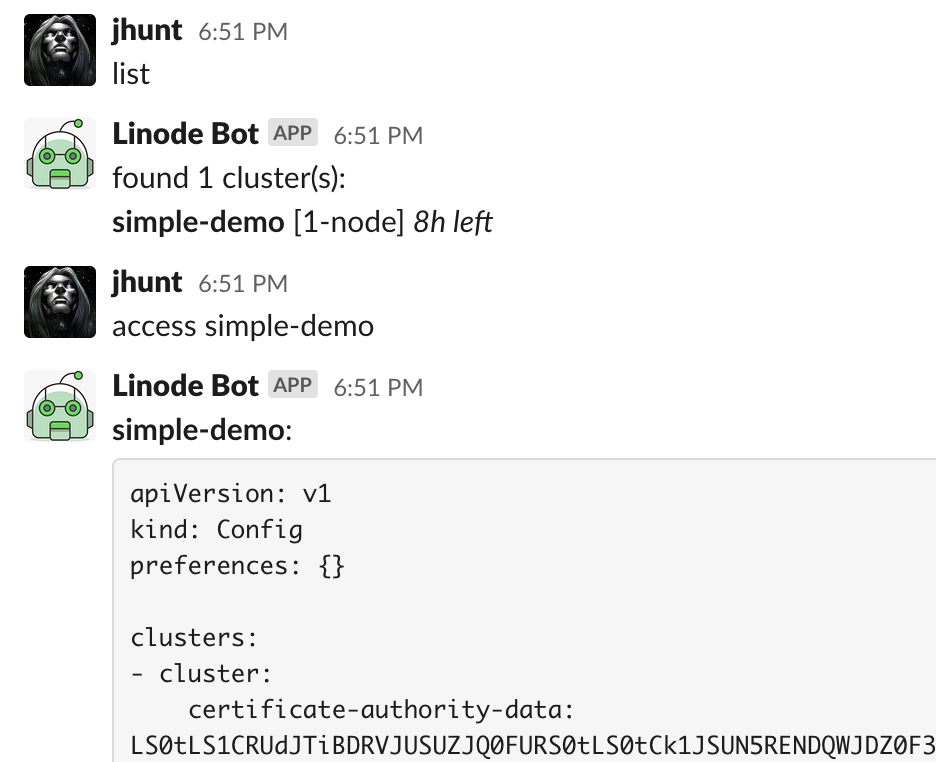 jhunt 6:51 PM
list
Linode Bot APP 6:51 PM
found 1 cluster(s):
simple-demo [1-node] 8h left
jhunt 6:51 PM
access simple-demo
Linode Bot APP 6:51 PM
simple-demo:
apiVersion: v1
kind: Config
preferences: {}
clusters:
- cluster:
certificate-authority-data:
LS0tLS1CRUdJTiBDRVJUSUZJQ0FURS0tLS0tCk1JSUN5RENDQWJDZ0F3